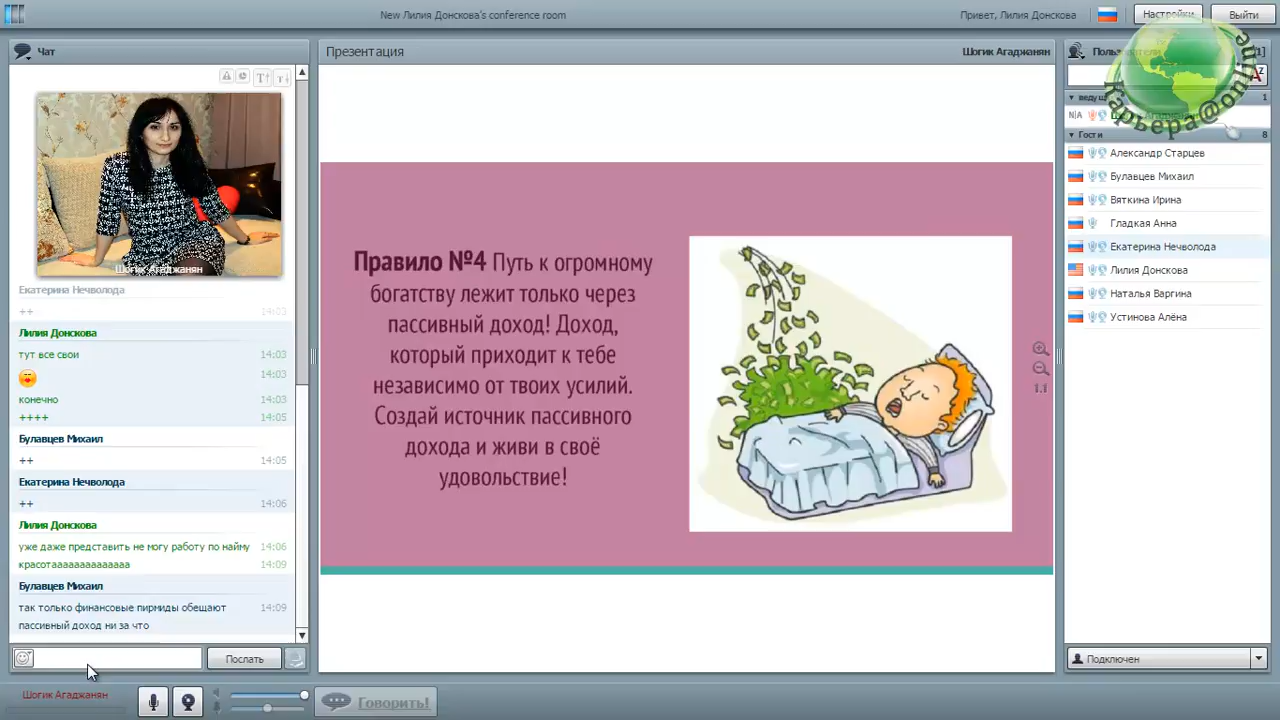 New Лилия Донскова's conference room
Привет, Лилия Донскова
Настройки
Выйти
Чат
Шогик Агаджанян
Екатерина Нечволода
++ 14:03
Лилия Донскова
тут все свои 14:03
14:03
конечно 14:03
++++ 14:05
Булавцев Михаил
++ 14:05
Екатерина Нечволода
++ 14:06
Лилия Донскова
уже даже представить не могу работу по найму 14:06
красотаааааааааааааа 14:09
Булавцев Михаил
так только финансовые пирмиды обещают 14:09
пассивный доход ни за что
Послать
Шогик Агаджанян
Говорить!
Презентация
Шогик Агаджанян
Правило №4 Путь к огромному
богатству лежит только через
пассивный доход! Доход,
который приходит к тебе
независимо от твоих усилий.
Создай источник пассивного
дохода и живи в своё
удовольствие!
1:1
Карьера@online
N/A
1
Гости 8
Александр Старцев
Булавцев Михаил
Вяткина Ирина
Гладкая Анна
Екатерина Нечволода
Лилия Донскова
Наталья Варгина
Устинова Алёна
Подключен